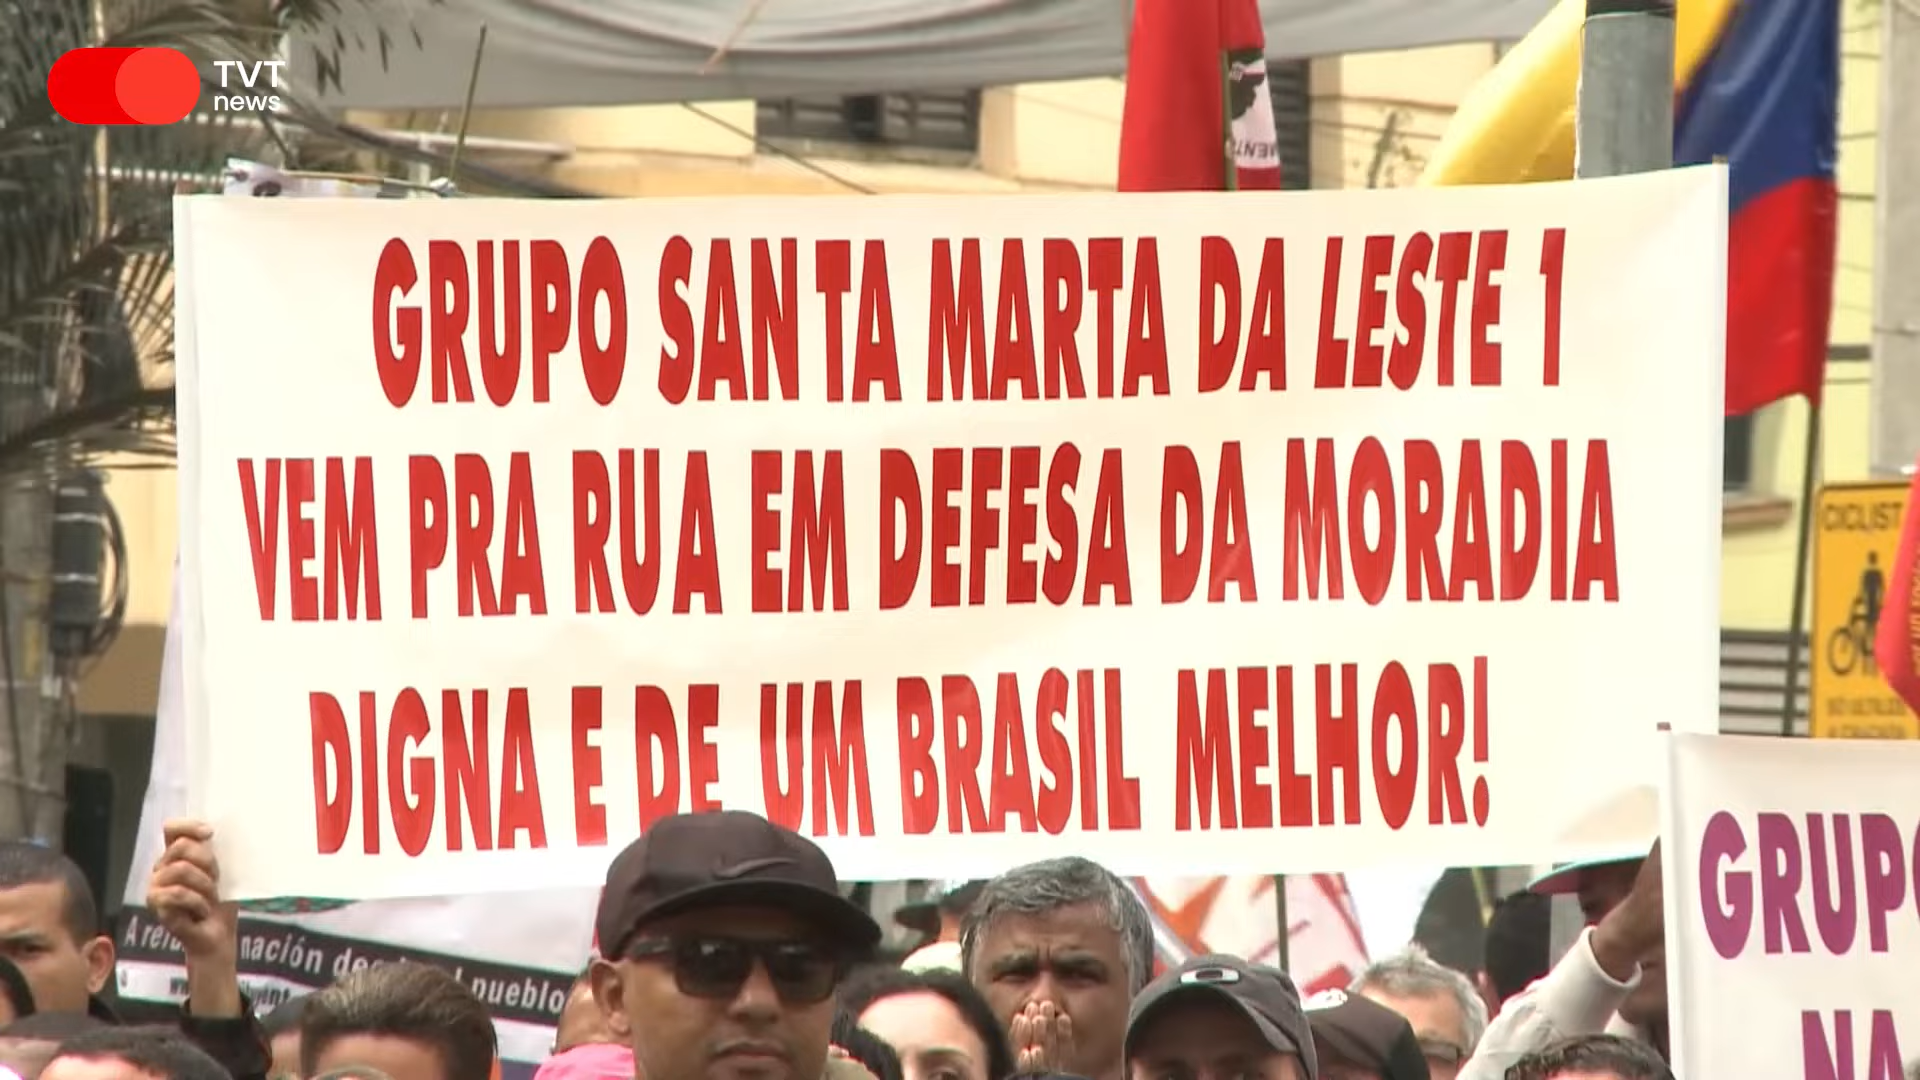 TVT
news
GRUPO SANTA MARTA DA LESTE 1
VEM PRA RUA EM DEFESA DA MORADIA
DIGNA E DE UM BRASIL MELHOR!
CICLIST
GRUPO
NA
nación
pueblo